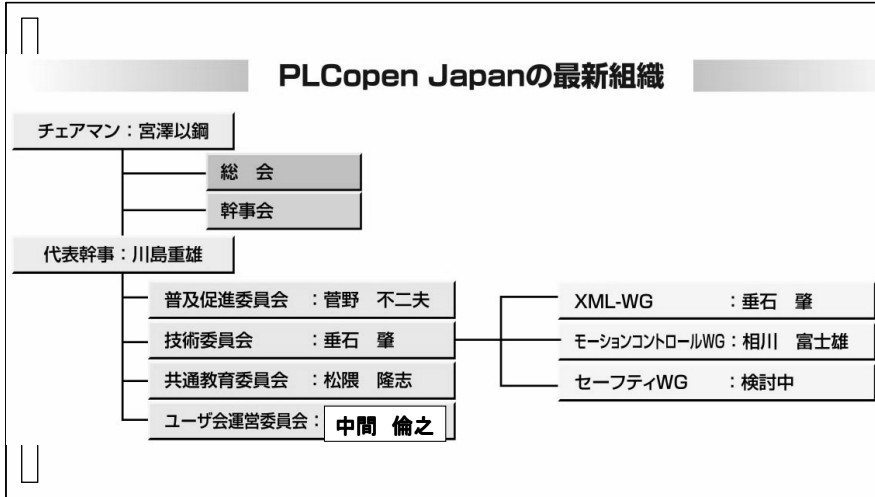 PLCopen Japanの最新組織
チェアマン：宮澤以鋼
総　会
幹事会
代表幹事：川島重雄
普及促進委員会　：菅野　不二夫
技術委員会　　　：垂石　肇
共通教育委員会　：松隈　隆志
ユーザ会運営委員会：中間　倫之
XML-WG　　　：垂石　肇
モーションコントロールWG：相川　富士雄
セーフティWG　　：検討中